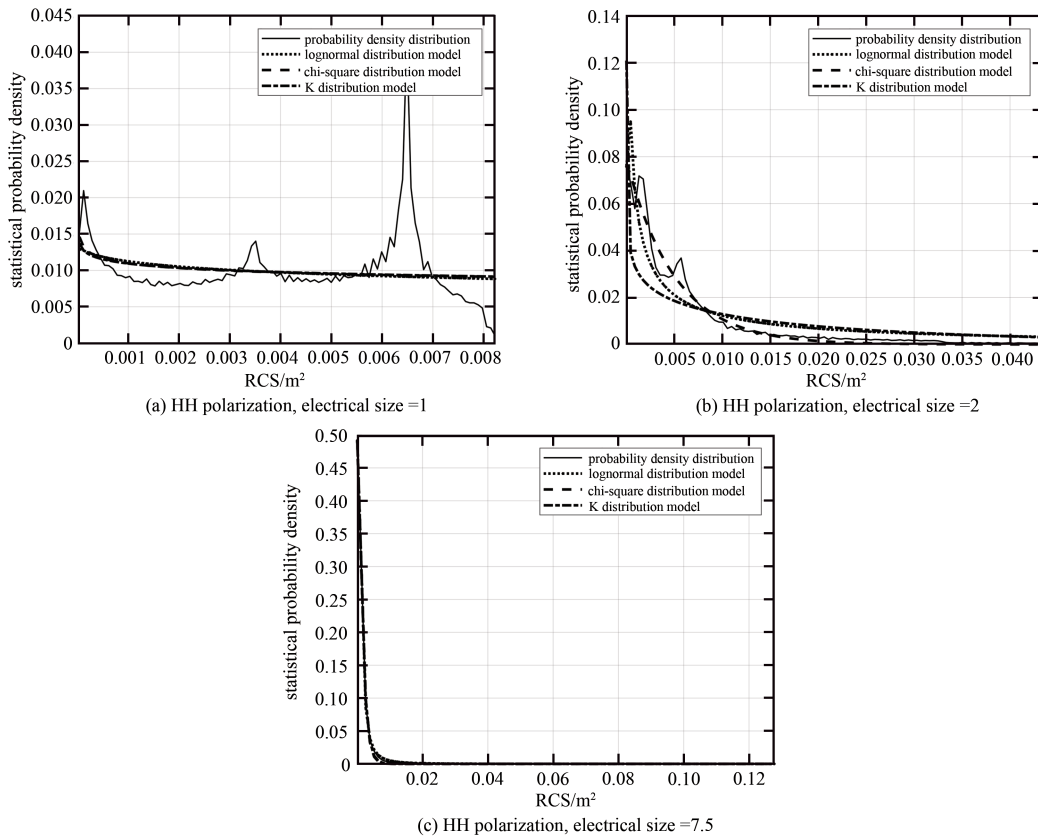 0.045
0.040
0.035
0.030
0.025
0.020
0.015
0.010
0.005
0
statistical probability density
probability density distribution
lognormal distribution model
chi-square distribution model
K distribution model
0.001 0.002 0.003 0.004 0.005 0.006 0.007 0.008
RCS/m²
(a) HH polarization, electrical size =1
0.14
0.12
0.10
0.08
0.06
0.04
0.02
0
statistical probability density
probability density distribution
lognormal distribution model
chi-square distribution model
K distribution model
0.005 0.010 0.015 0.020 0.025 0.030 0.035 0.040
RCS/m²
(b) HH polarization, electrical size =2
0.50
0.45
0.40
0.35
0.30
0.25
0.20
0.15
0.10
0.05
0
statistical probability density
probability density distribution
lognormal distribution model
chi-square distribution model
K distribution model
0.02 0.04 0.06 0.08 0.10 0.12
RCS/m²
(c) HH polarization, electrical size =7.5